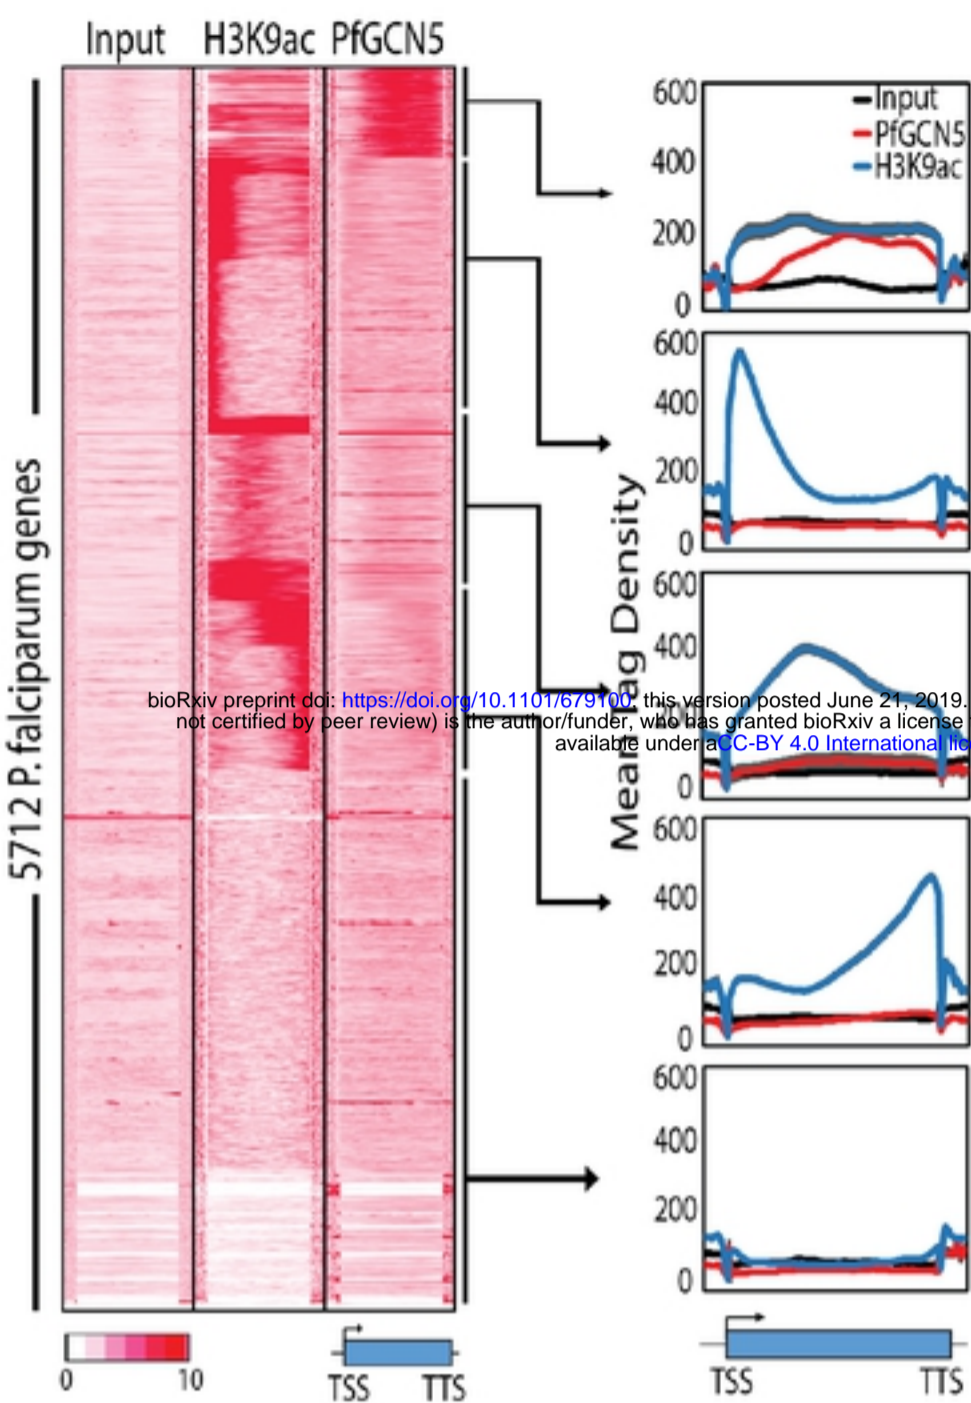 Input H3K9ac PfGCN5
5712 P. falciparum genes
0 10
TSS TTS
Mean Tag Density
600
400
200
0
Input
PfGCN5
H3K9ac
600
400
200
0
600
400
200
0
600
400
200
0
600
400
200
0
TSS TTS
bioRxiv preprint doi: https://doi.org/10.1101/679100; this version posted June 21, 2019.
not certified by peer review) is the author/funder, who has granted bioRxiv a license
available under aCC-BY 4.0 International lic